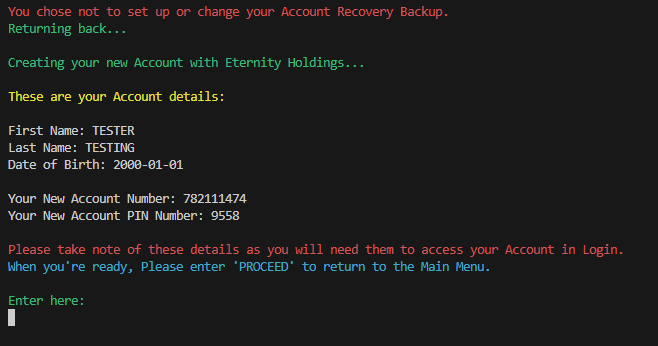 You chose not to set up or change your Account Recovery Backup.
Returning back...
Creating your new Account with Eternity Holdings...
These are your Account details:
First Name: TESTER
Last Name: TESTING
Date of Birth: 2000-01-01
Your New Account Number: 782111474
Your New Account PIN Number: 9558
Please take note of these details as you will need them to access your Account in Login.
When you're ready, Please enter 'PROCEED' to return to the Main Menu.
Enter here: